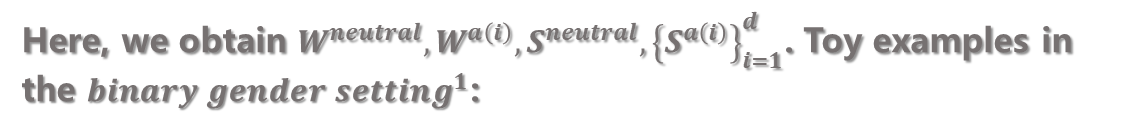 Here, we obtain W^{neutral}, W^{a(i)}, S^{neutral}, {S^{a(i)}}_{i=1}^{d}. Toy examples in
the binary gender setting¹: